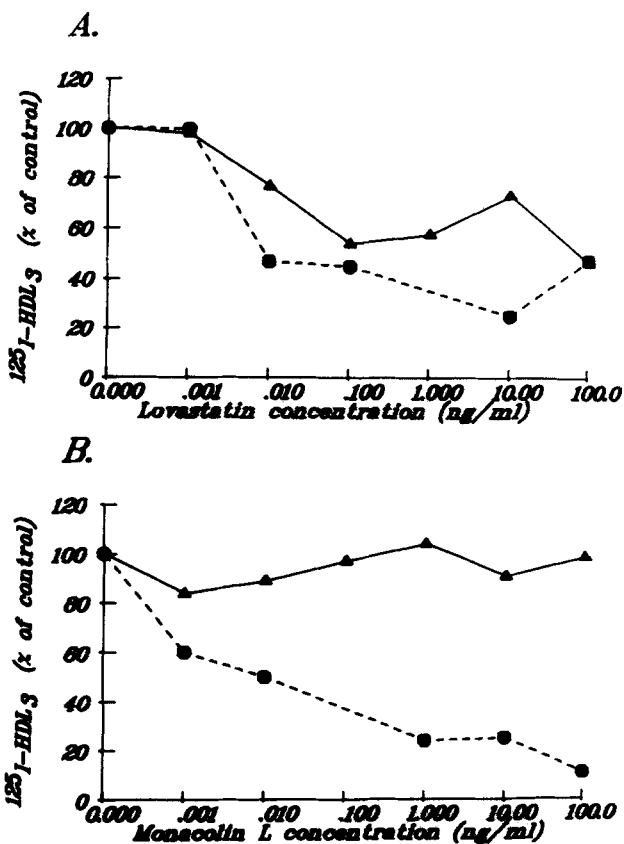 A.
120
100
80
60
40
20
0
125I-HDL3 (% of control)
0.000 .001 .010 .100 1.000 10.00 100.0
Lovastatin concentration (ng/ml)
B.
120
100
80
60
40
20
0
125I-HDL3 (% of control)
0.000 .001 .010 .100 1.000 10.00 100.0
Monacolin L concentration (ng/ml)